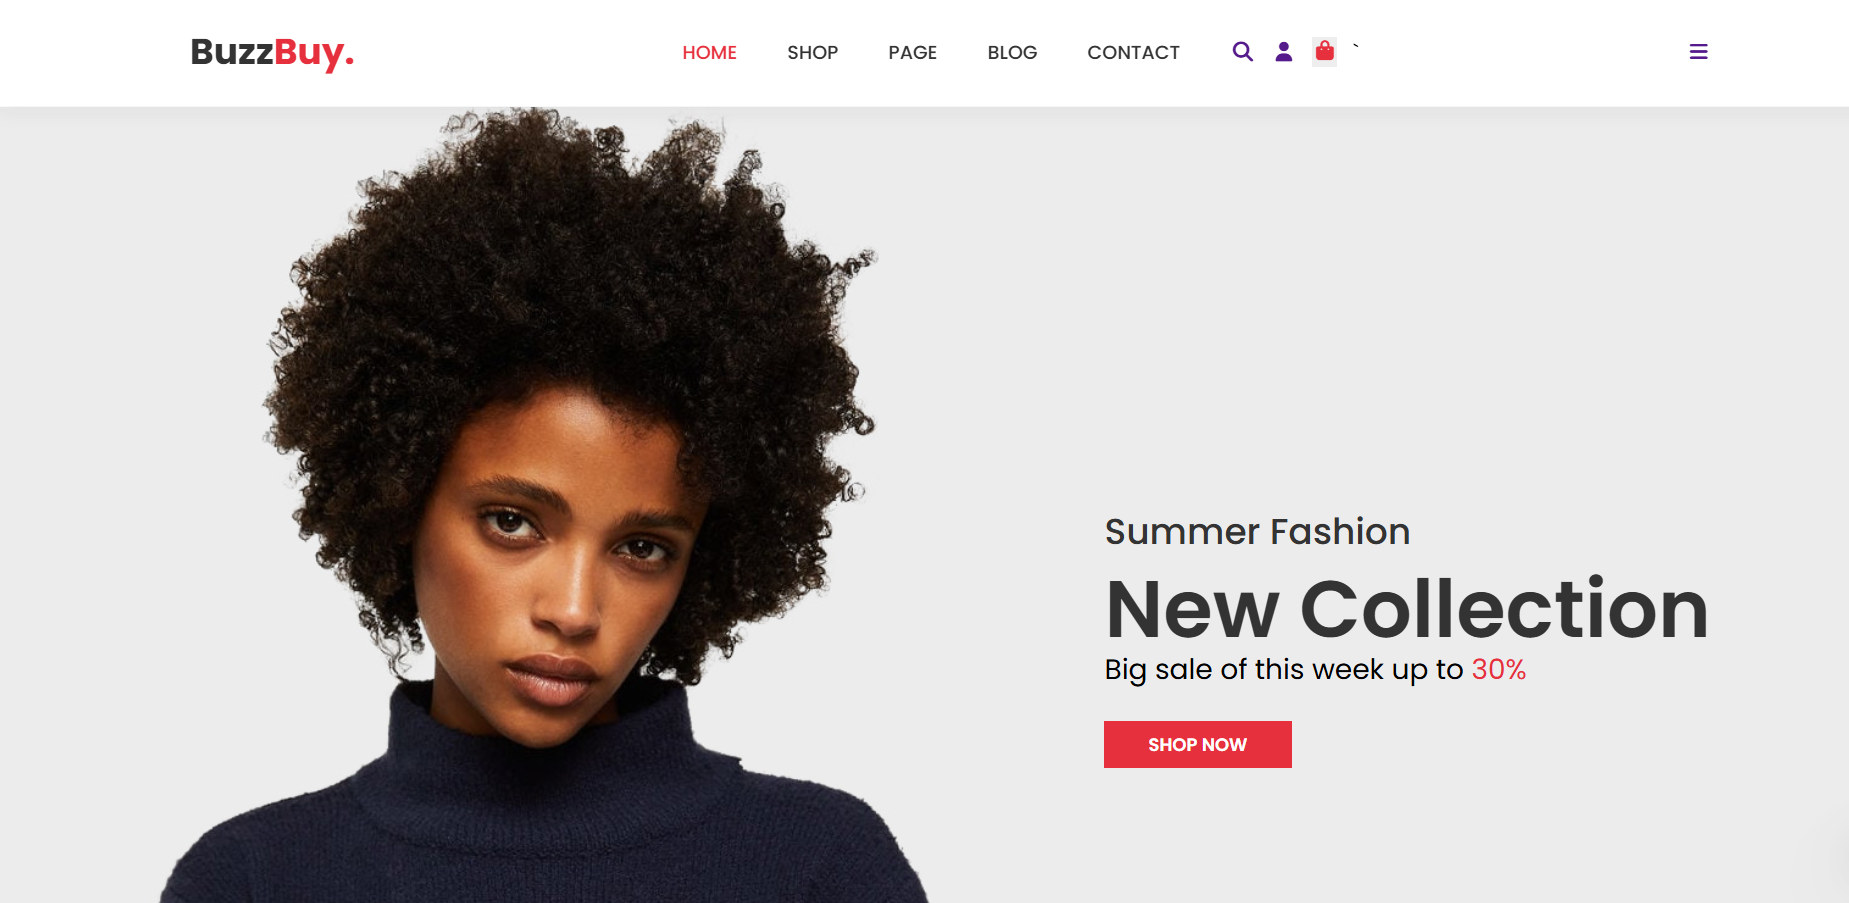 BuzzBuy.
HOME SHOP PAGE BLOG CONTACT `
Summer Fashion
New Collection
Big sale of this week up to 30%
SHOP NOW